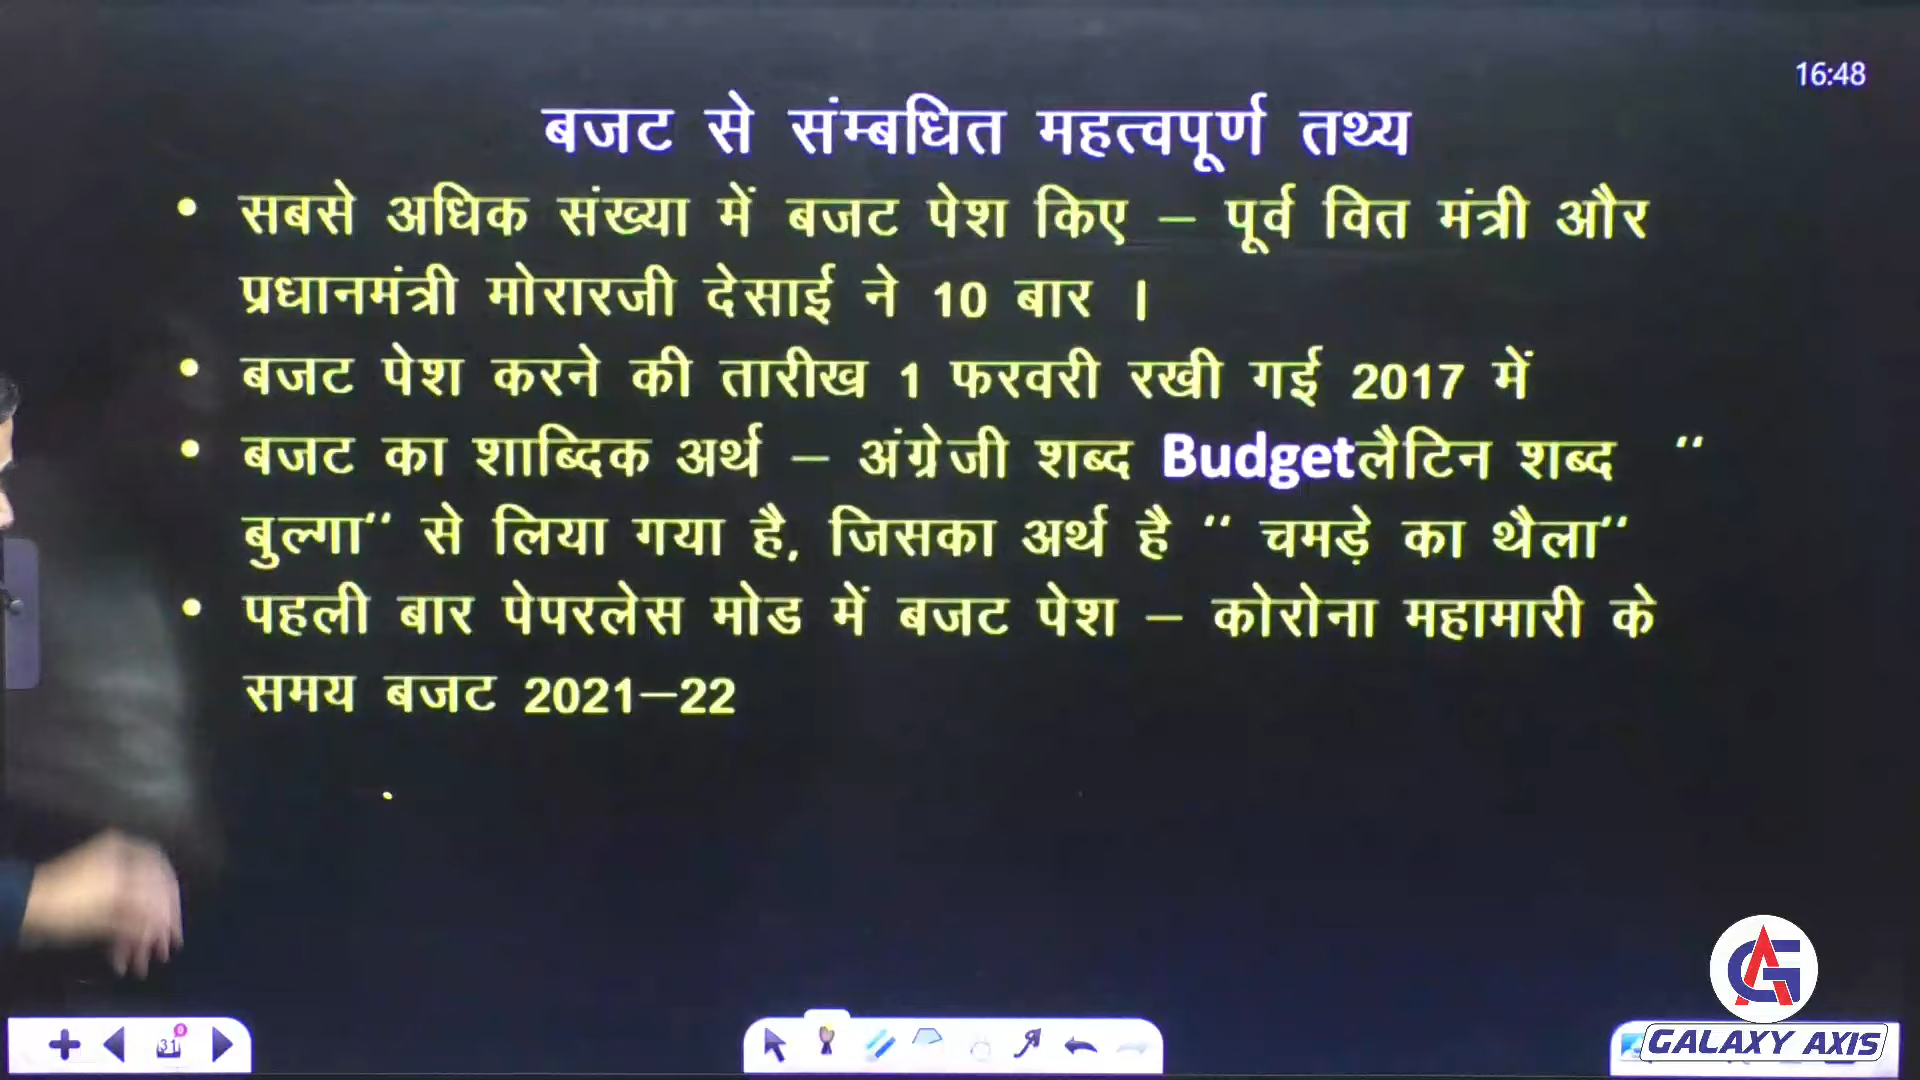 16:48
बजट से संम्बधित महत्वपूर्ण तथ्य
• सबसे अधिक संख्या में बजट पेश किए – पूर्व वित मंत्री और
प्रधानमंत्री मोरारजी देसाई ने 10 बार ।
• बजट पेश करने की तारीख 1 फरवरी रखी गई 2017 में
• बजट का शाब्दिक अर्थ – अंग्रेजी शब्द Budgetलैटिन शब्द “
बुल्गा“ से लिया गया है, जिसका अर्थ है “ चमड़े का थैला“
• पहली बार पेपरलेस मोड में बजट पेश – कोरोना महामारी के
समय बजट 2021–22
31
GALAXY AXIS